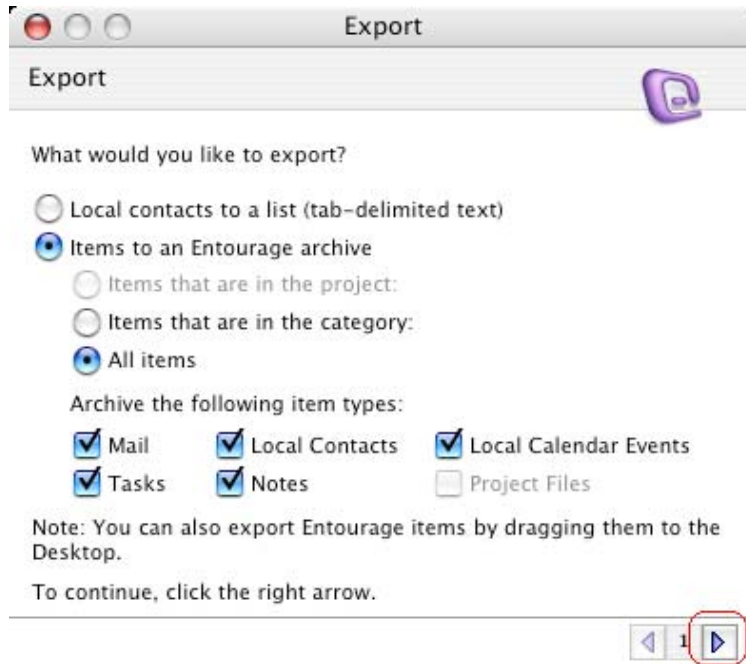 Export
Export
What would you like to export?
Local contacts to a list (tab-delimited text)
Items to an Entourage archive
Items that are in the project:
Items that are in the category:
All items
Archive the following item types:
Mail Local Contacts Local Calendar Events
Tasks Notes Project Files
Note: You can also export Entourage items by dragging them to the
Desktop.
To continue, click the right arrow.
1